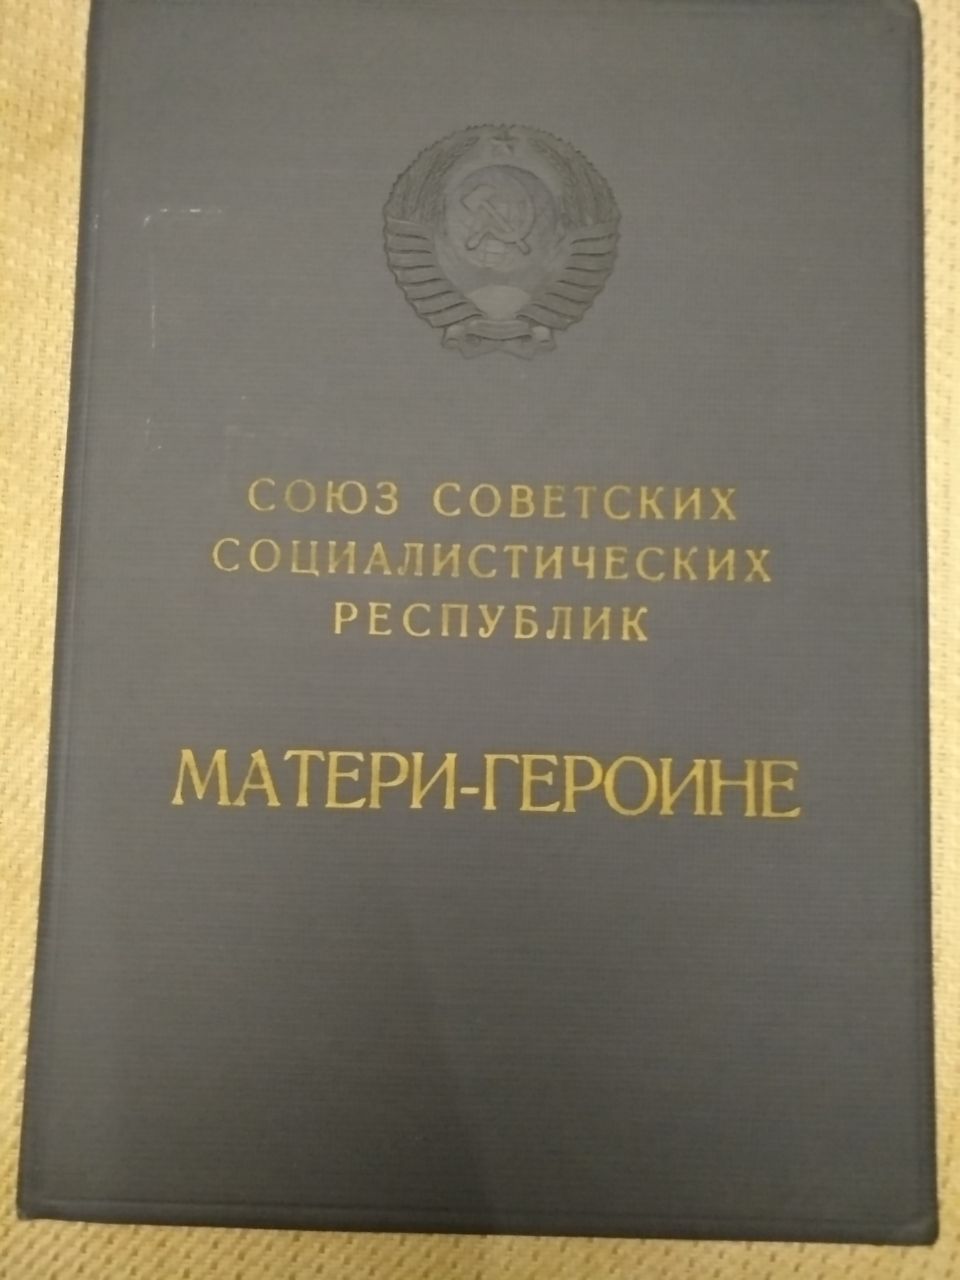 СОЮЗ СОВЕТСКИХ
СОЦИАЛИСТИЧЕСКИХ
РЕСПУБЛИК
МАТЕРИ-ГЕРОИНЕ